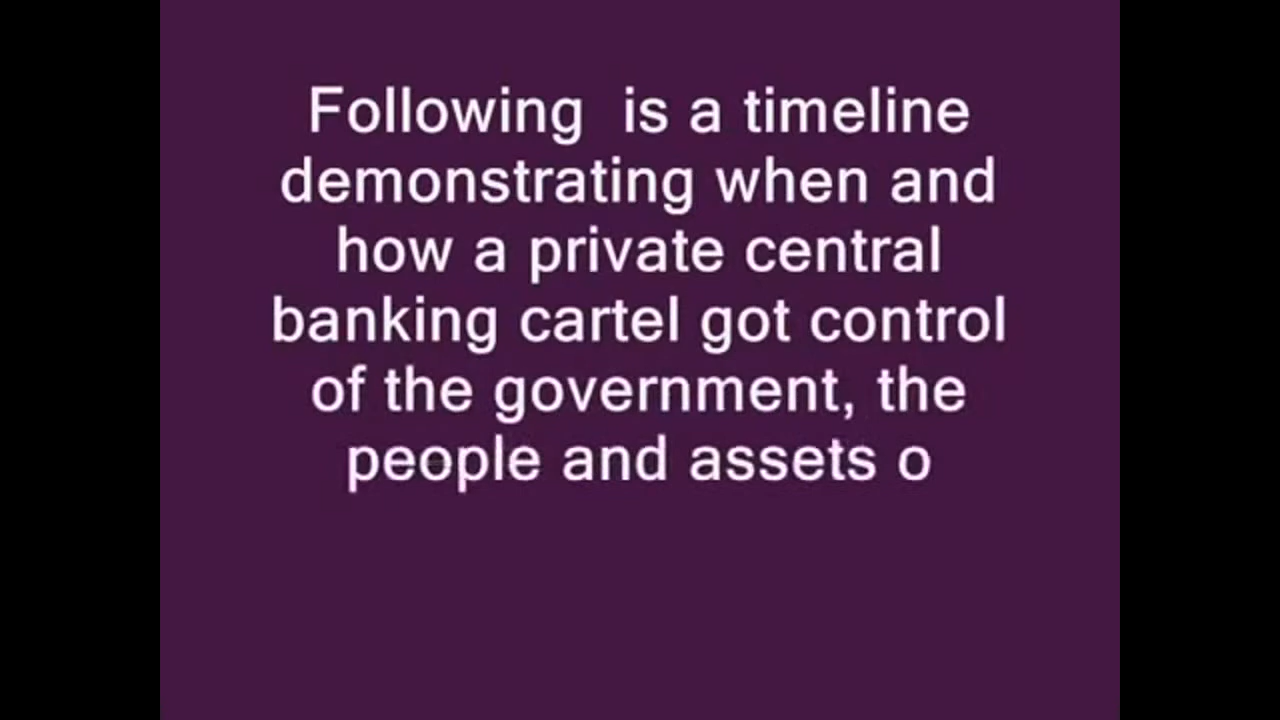 Following  is a timeline
demonstrating when and
how a private central
banking cartel got control
of the government, the
people and assets o